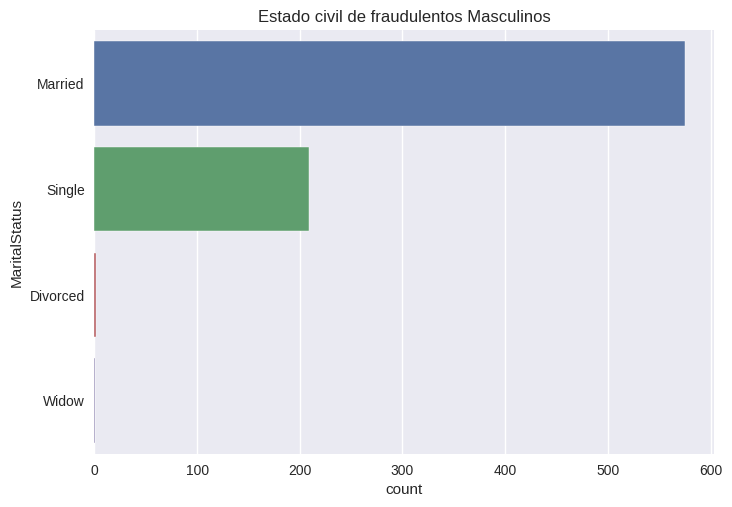 Estado civil de fraudulentos Masculinos
MaritalStatus
Married
Single
Divorced
Widow
0 100 200 300 400 500 600
count